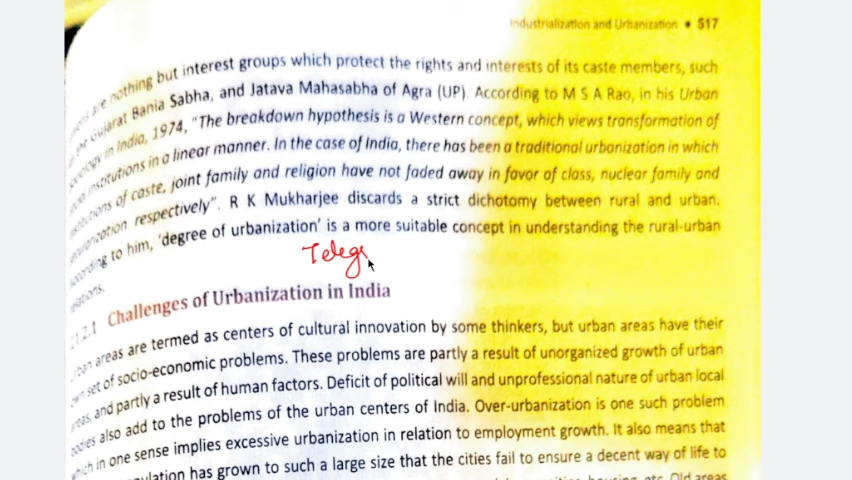 Industrialization and Urbanization • 517
are nothing but interest groups which protect the rights and interests of its caste members, such
the Gujarat Bania Sabha, and Jatava Mahasabha of Agra (UP). According to M S A Rao, in his Urban
Sociology in India, 1974, “The breakdown hypothesis is a Western concept, which views transformation of
institutions in a linear manner. In the case of India, there has been a traditional urbanization in which
institutions of caste, joint family and religion have not faded away in favor of class, nuclear family and
respectively”. R K Mukharjee discards a strict dichotomy between rural and urban.
According to him, ‘degree of urbanization’ is a more suitable concept in understanding the rural-urban
relations.
Teleg
21.2.1 Challenges of Urbanization in India
Urban areas are termed as centers of cultural innovation by some thinkers, but urban areas have their
own set of socio-economic problems. These problems are partly a result of unorganized growth of urban
areas, and partly a result of human factors. Deficit of political will and unprofessional nature of urban local
bodies also add to the problems of the urban centers of India. Over-urbanization is one such problem
which in one sense implies excessive urbanization in relation to employment growth. It also means that
has grown to such a large size that the cities fail to ensure a decent way of life to
housing, etc. Old areas